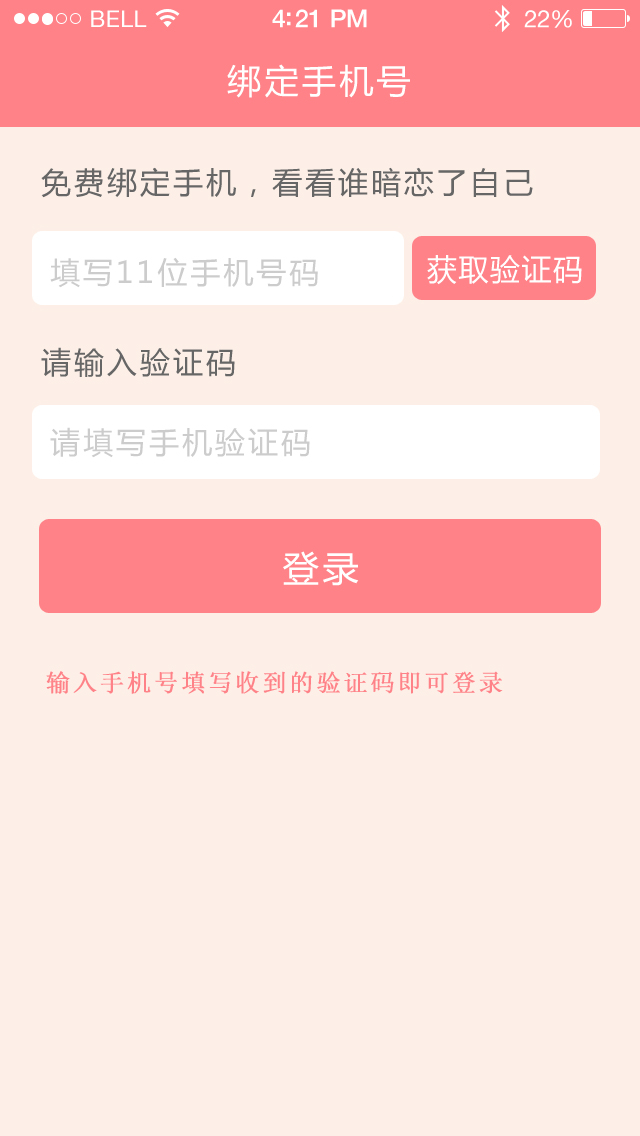 BELL 4:21 PM 22%
绑定手机号
免费绑定手机，看看谁暗恋了自己
填写11位手机号码 获取验证码
请输入验证码
请填写手机验证码
登录
输入手机号填写收到的验证码即可登录